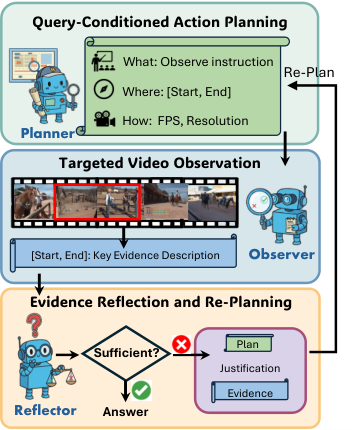 Query-Conditioned Action Planning
What: Observe instruction
Where: [Start, End]
How: FPS, Resolution
Planner
Re-Plan
Targeted Video Observation
[Start, End]: Key Evidence Description
Observer
Evidence Reflection and Re-Planning
Sufficient?
Plan
Justification
Evidence
Reflector
Answer